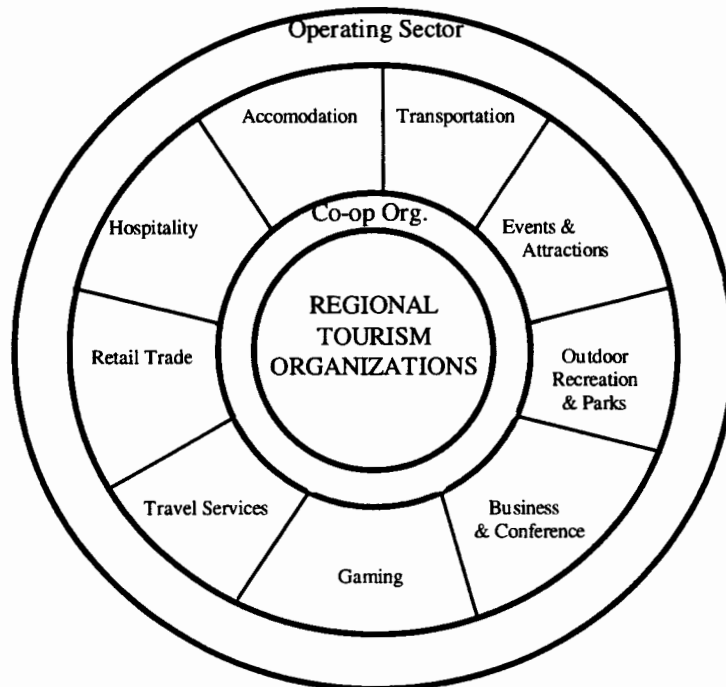 Operating Sector
Accomodation
Transportation
Hospitality
Co-op Org.
Events &
Attractions
REGIONAL
TOURISM
ORGANIZATIONS
Retail Trade
Outdoor
Recreation
& Parks
Travel Services
Business
& Conference
Gaming